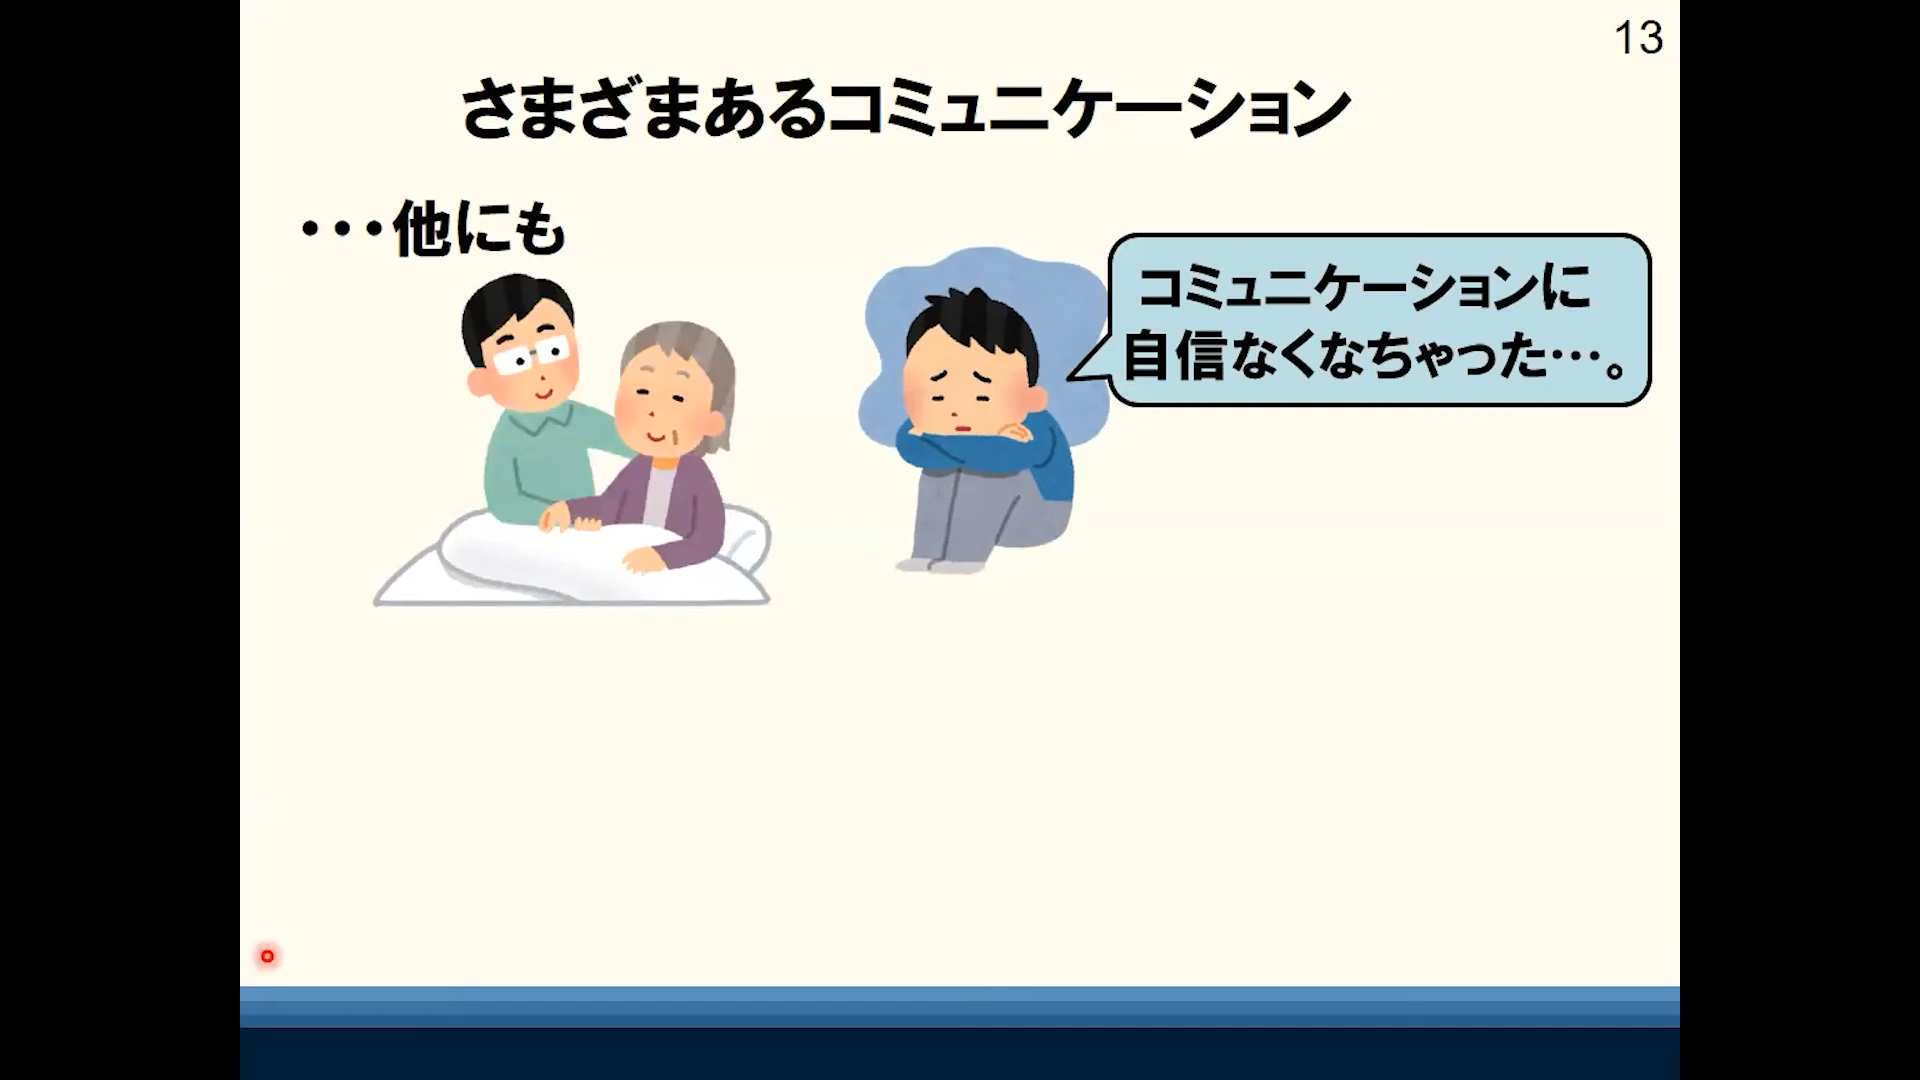 13
さまざまあるコミュニケーション
・・・他にも
コミュニケーションに
自信なくなちゃった…。